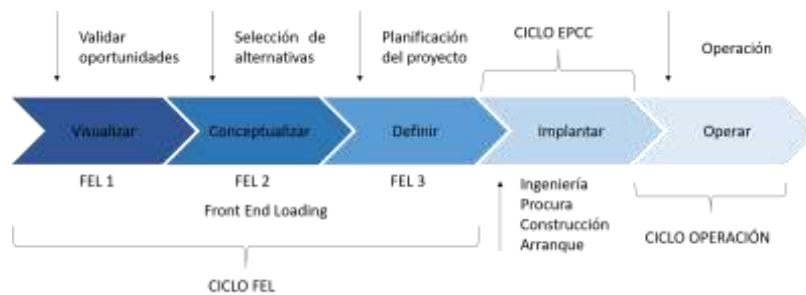 Validar
oportunidades
Selección de
alternativas
Planificación
del proyecto
CICLO EPCC
Operación
Visualizar
Conceptualizar
Definir
Implantar
Operar
FEL 1
FEL 2
FEL 3
Front End Loading
Ingeniería
Procura
Construcción
Arranque
CICLO OPERACIÓN
CICLO FEL